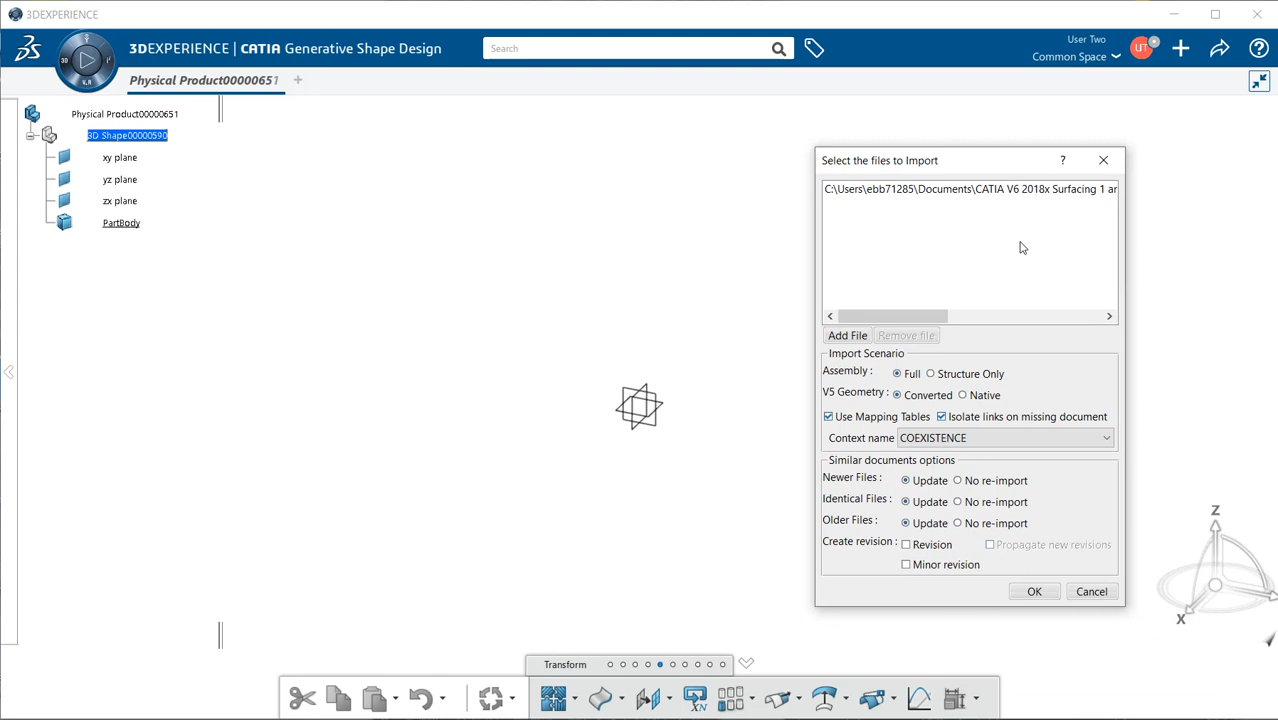 3DEXPERIENCE
3DEXPERIENCE | CATIA Generative Shape Design
Search
User Two
Common Space
UT
3D
V.R
Physical Product00000651
Physical Product00000651
3D Shape00000590
xy plane
yz plane
zx plane
PartBody
Select the files to Import
C:\Users\ebb71285\Documents\CATIA V6 2018x Surfacing 1 ar
Add File
Remove file
Import Scenario
Assembly : Full Structure Only
V5 Geometry : Converted Native
Use Mapping Tables Isolate links on missing document
Context name COEXISTENCE
Similar documents options
Newer Files : Update No re-import
Identical Files : Update No re-import
Older Files : Update No re-import
Create revision : Revision Propagate new revisions
Minor revision
OK Cancel
Z
X
Transform
XN